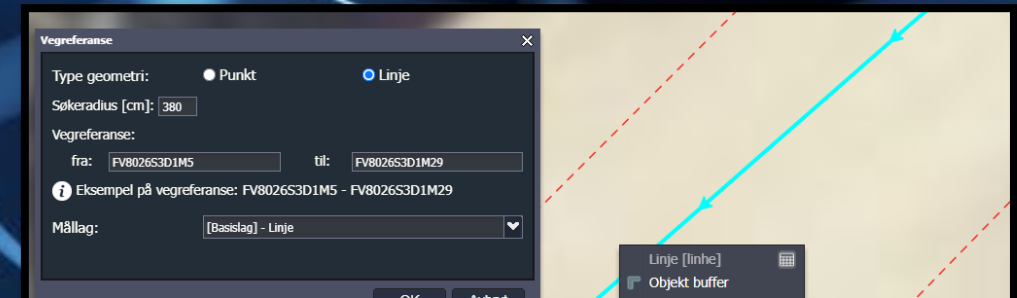 Vegreferanse
Type geometri: Punkt Linje
Søkeradius [cm]: 380
Vegreferanse:
fra: FV8026S3D1M5 til: FV8026S3D1M29
Eksempel på vegreferanse: FV8026S3D1M5 - FV8026S3D1M29
Mållag: [Basislag] - Linje
Linje [linhe]
Objekt buffer
OK Avbryt